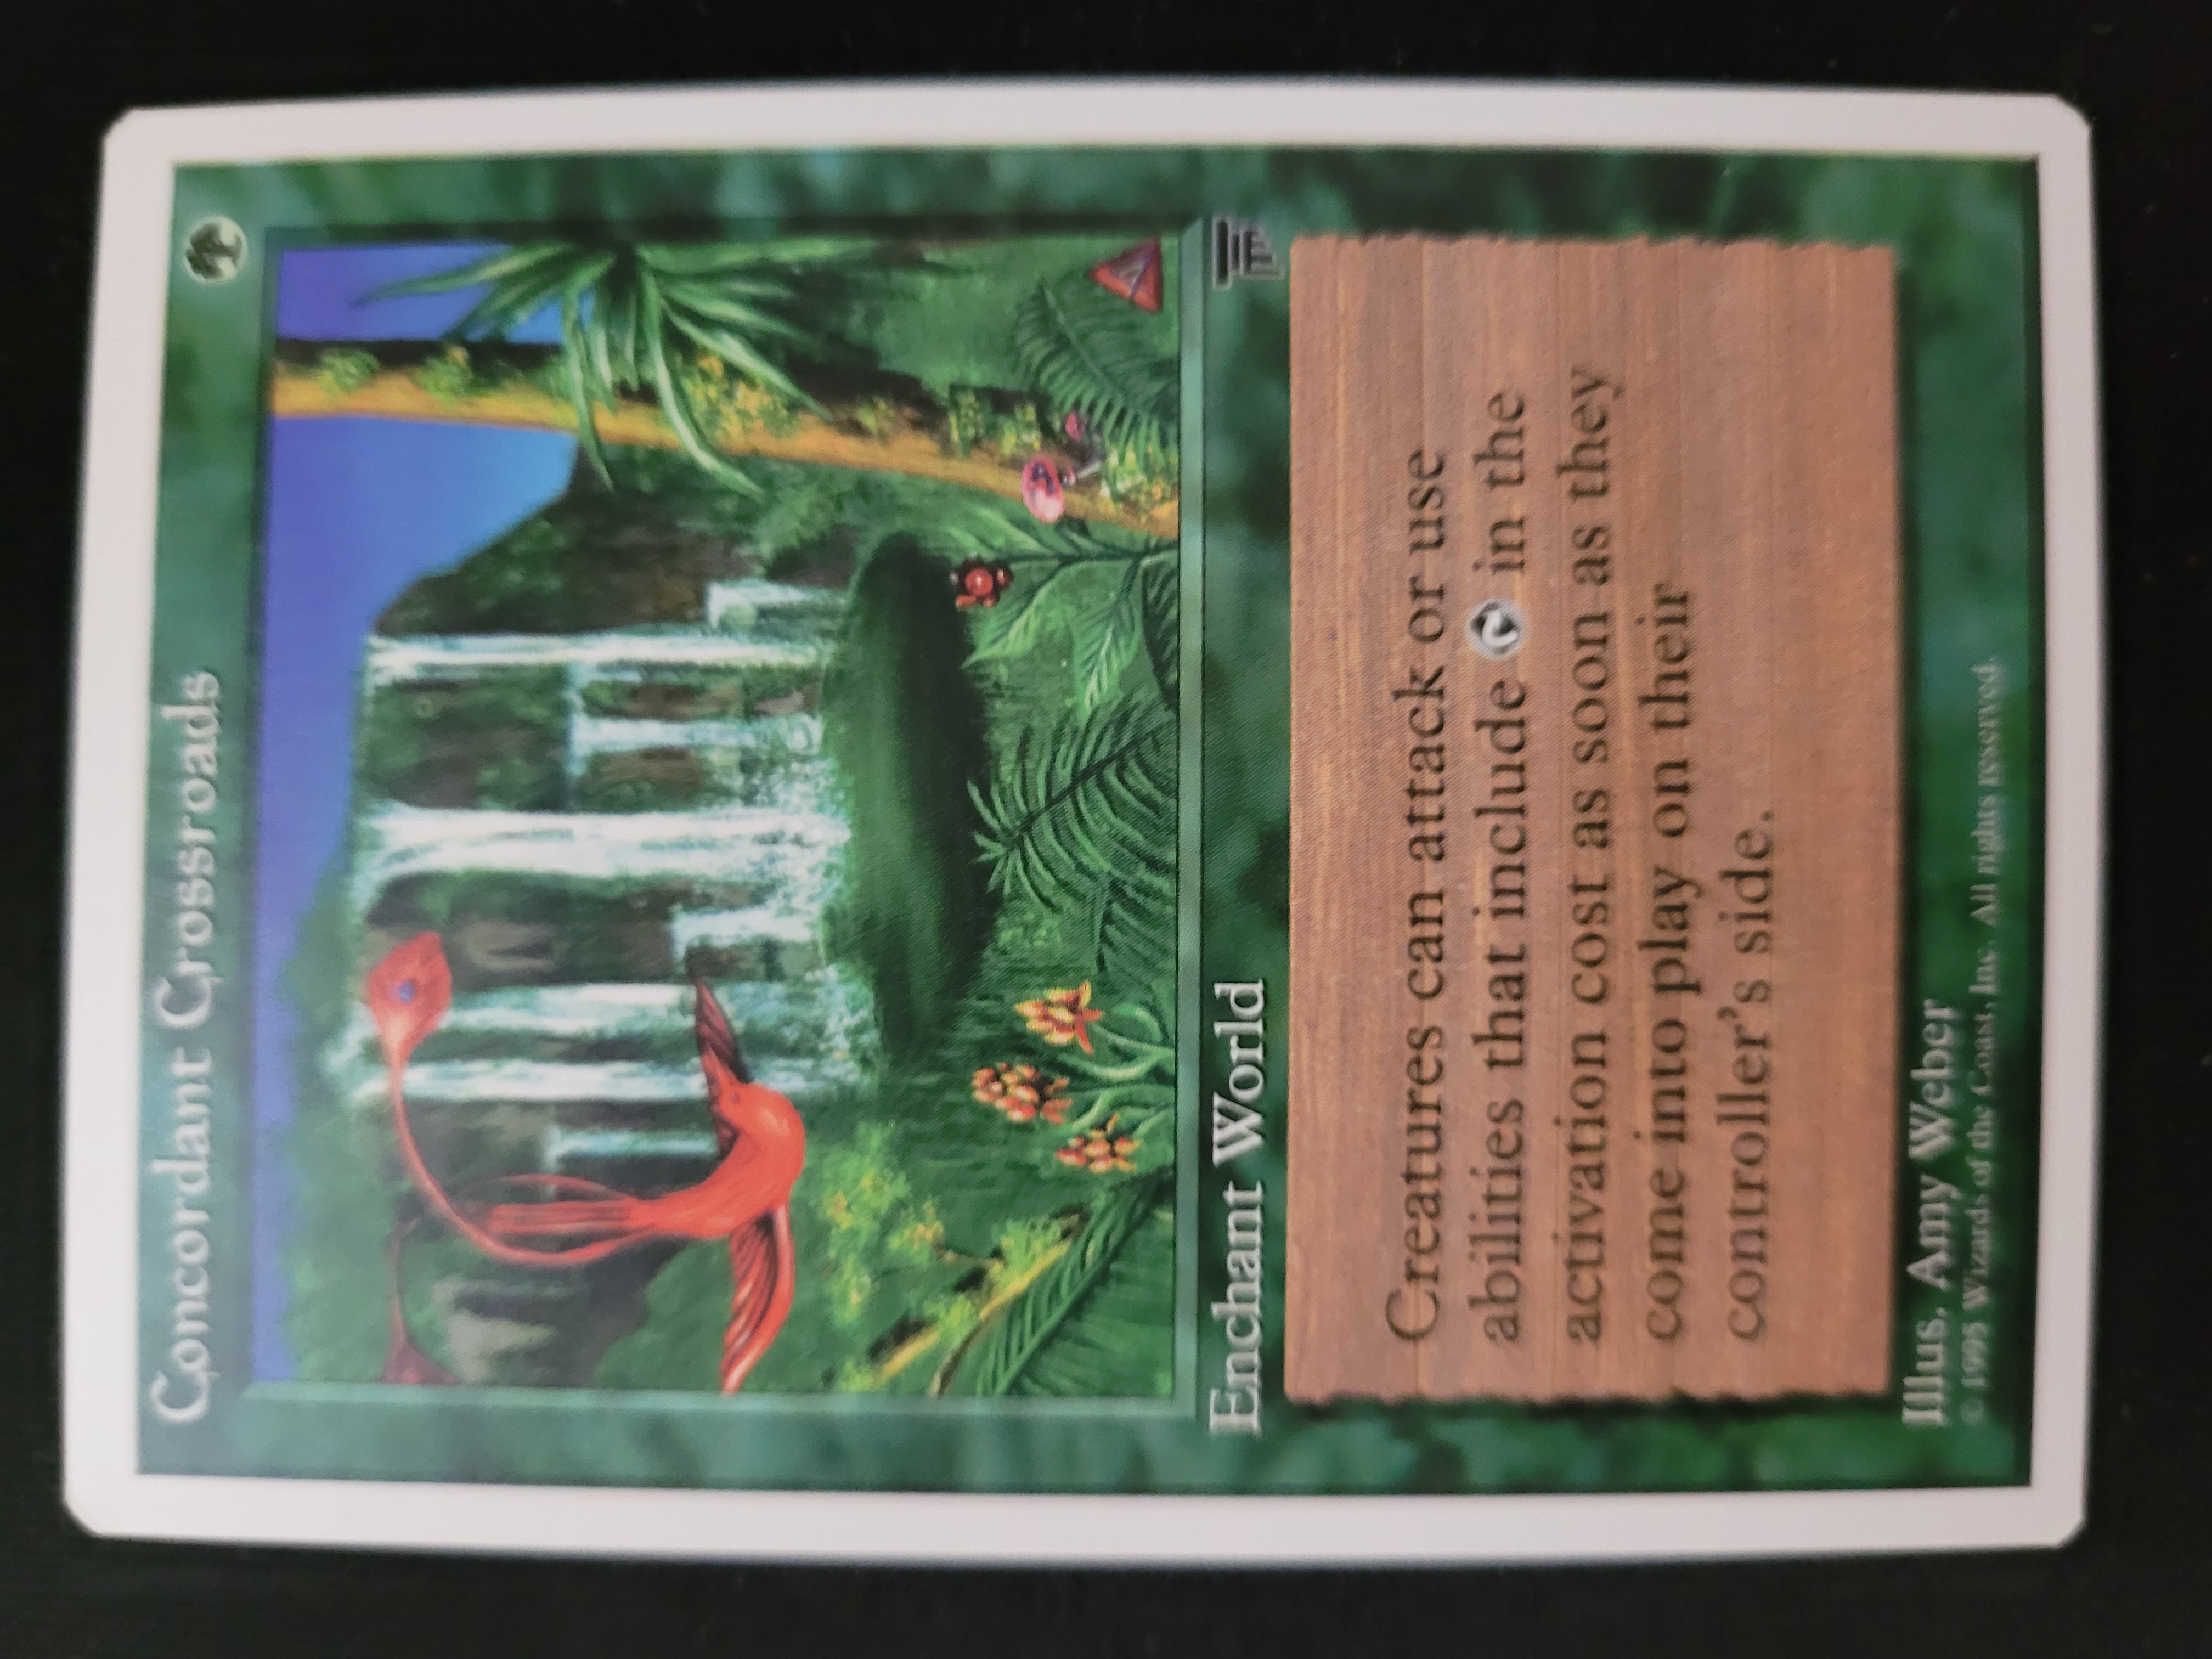 Concordant Crossroads
Enchant World
Creatures can attack or use
abilities that include in the
activation cost as soon as they
come into play on their
controller's side.
Illus. Amy Weber
© 1995 Wizards of the Coast, Inc. All rights reserved.